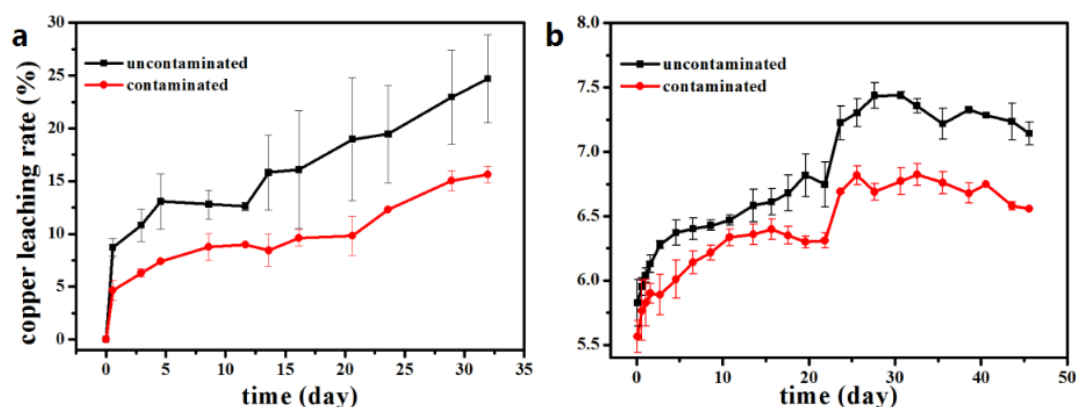 a
copper leaching rate (%)
30
25
20
15
10
5
0
uncontaminated
contaminated
0 5 10 15 20 25 30 35
time (day)
b
8.0
7.5
7.0
6.5
6.0
5.5
uncontaminated
contaminated
0 10 20 30 40 50
time (day)